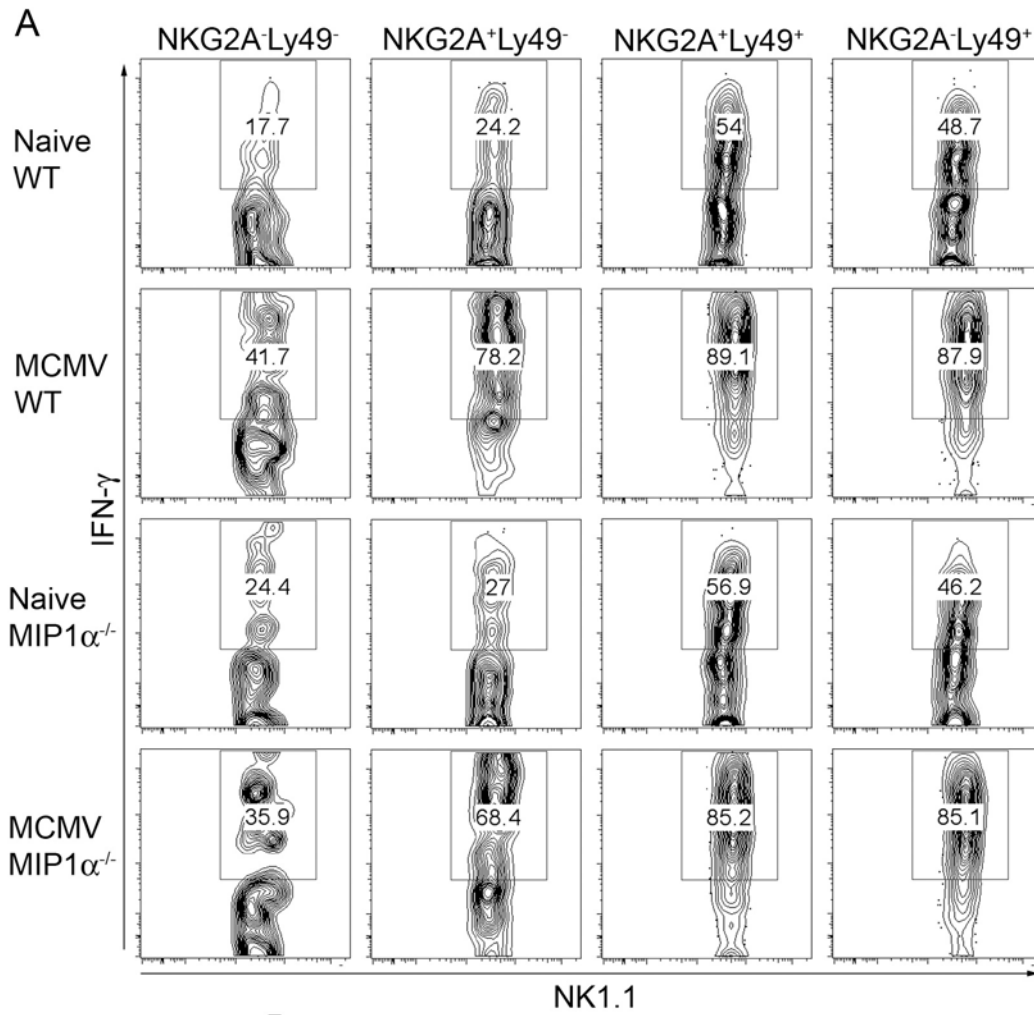 A
NKG2A⁻Ly49⁻ NKG2A⁺Ly49⁻ NKG2A⁺Ly49⁺ NKG2A⁻Ly49⁺
Naive
WT
17.7 24.2 54 48.7
MCMV
WT
41.7 78.2 89.1 87.9
IFN-γ
Naive
MIP1α⁻/⁻
24.4 27 56.9 46.2
MCMV
MIP1α⁻/⁻
35.9 68.4 85.2 85.1
NK1.1